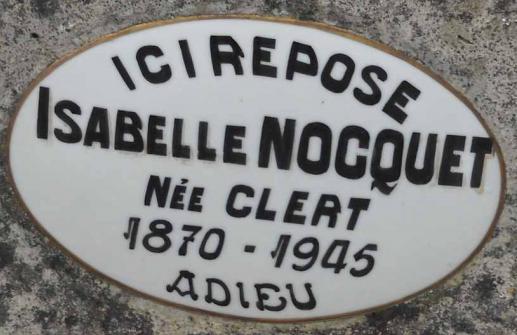 ICI REPOSE
ISABELLE NOCQUET
NÉE CLERT
1870 - 1945
ADIEU